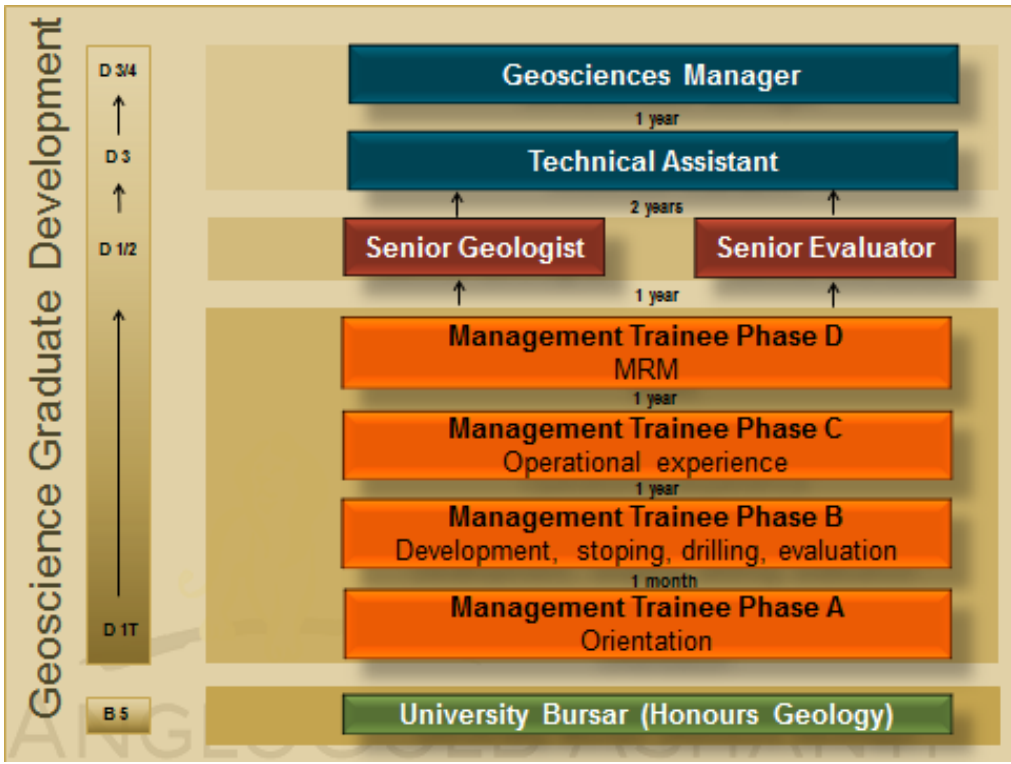 Geoscience Graduate Development
D 3/4
D 3
D 1/2
D 1T
B 5
Geosciences Manager
1 year
Technical Assistant
2 years
Senior Geologist
Senior Evaluator
1 year
Management Trainee Phase D
MRM
1 year
Management Trainee Phase C
Operational experience
1 year
Management Trainee Phase B
Development, stoping, drilling, evaluation
1 month
Management Trainee Phase A
Orientation
University Bursar (Honours Geology)
ANGLOGOLD ASHANTI